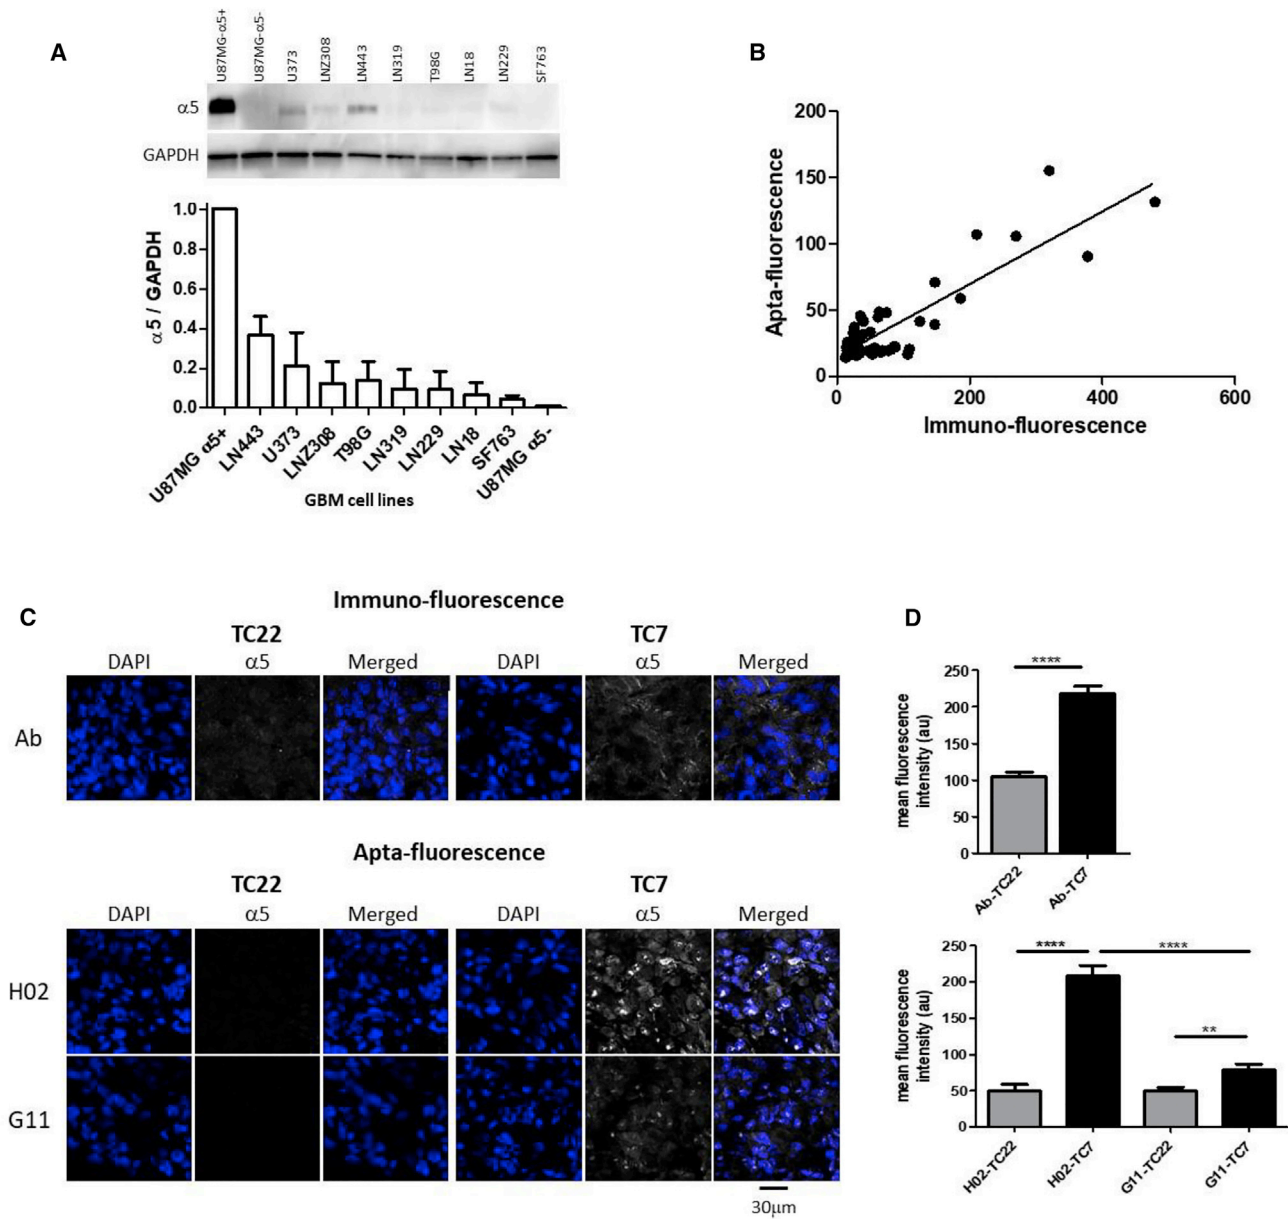 A
U87MG-α5+
U87MG-α5-
U373
LNZ308
LN443
LN319
T98G
LN18
LN229
SF763
α5
GAPDH
α5 / GAPDH
1.0
0.8
0.6
0.4
0.2
0.0
U87MG α5+
LN443
U373
LNZ308
T98G
LN319
LN229
LN18
SF763
U87MG α5-
GBM cell lines
B
Apta-fluorescence
200
150
100
50
0
0 200 400 600
Immuno-fluorescence
C
Immuno-fluorescence
TC22 TC7
DAPI α5 Merged DAPI α5 Merged
Ab
Apta-fluorescence
TC22 TC7
DAPI α5 Merged DAPI α5 Merged
H02
G11
30µm
D
mean fluorescence
intensity (au)
250
200
150
100
50
0
****
Ab-TC22
Ab-TC7
mean fluorescence
intensity (au)
250
200
150
100
50
0
**** ****
**
H02-TC22
H02-TC7
G11-TC22
G11-TC7